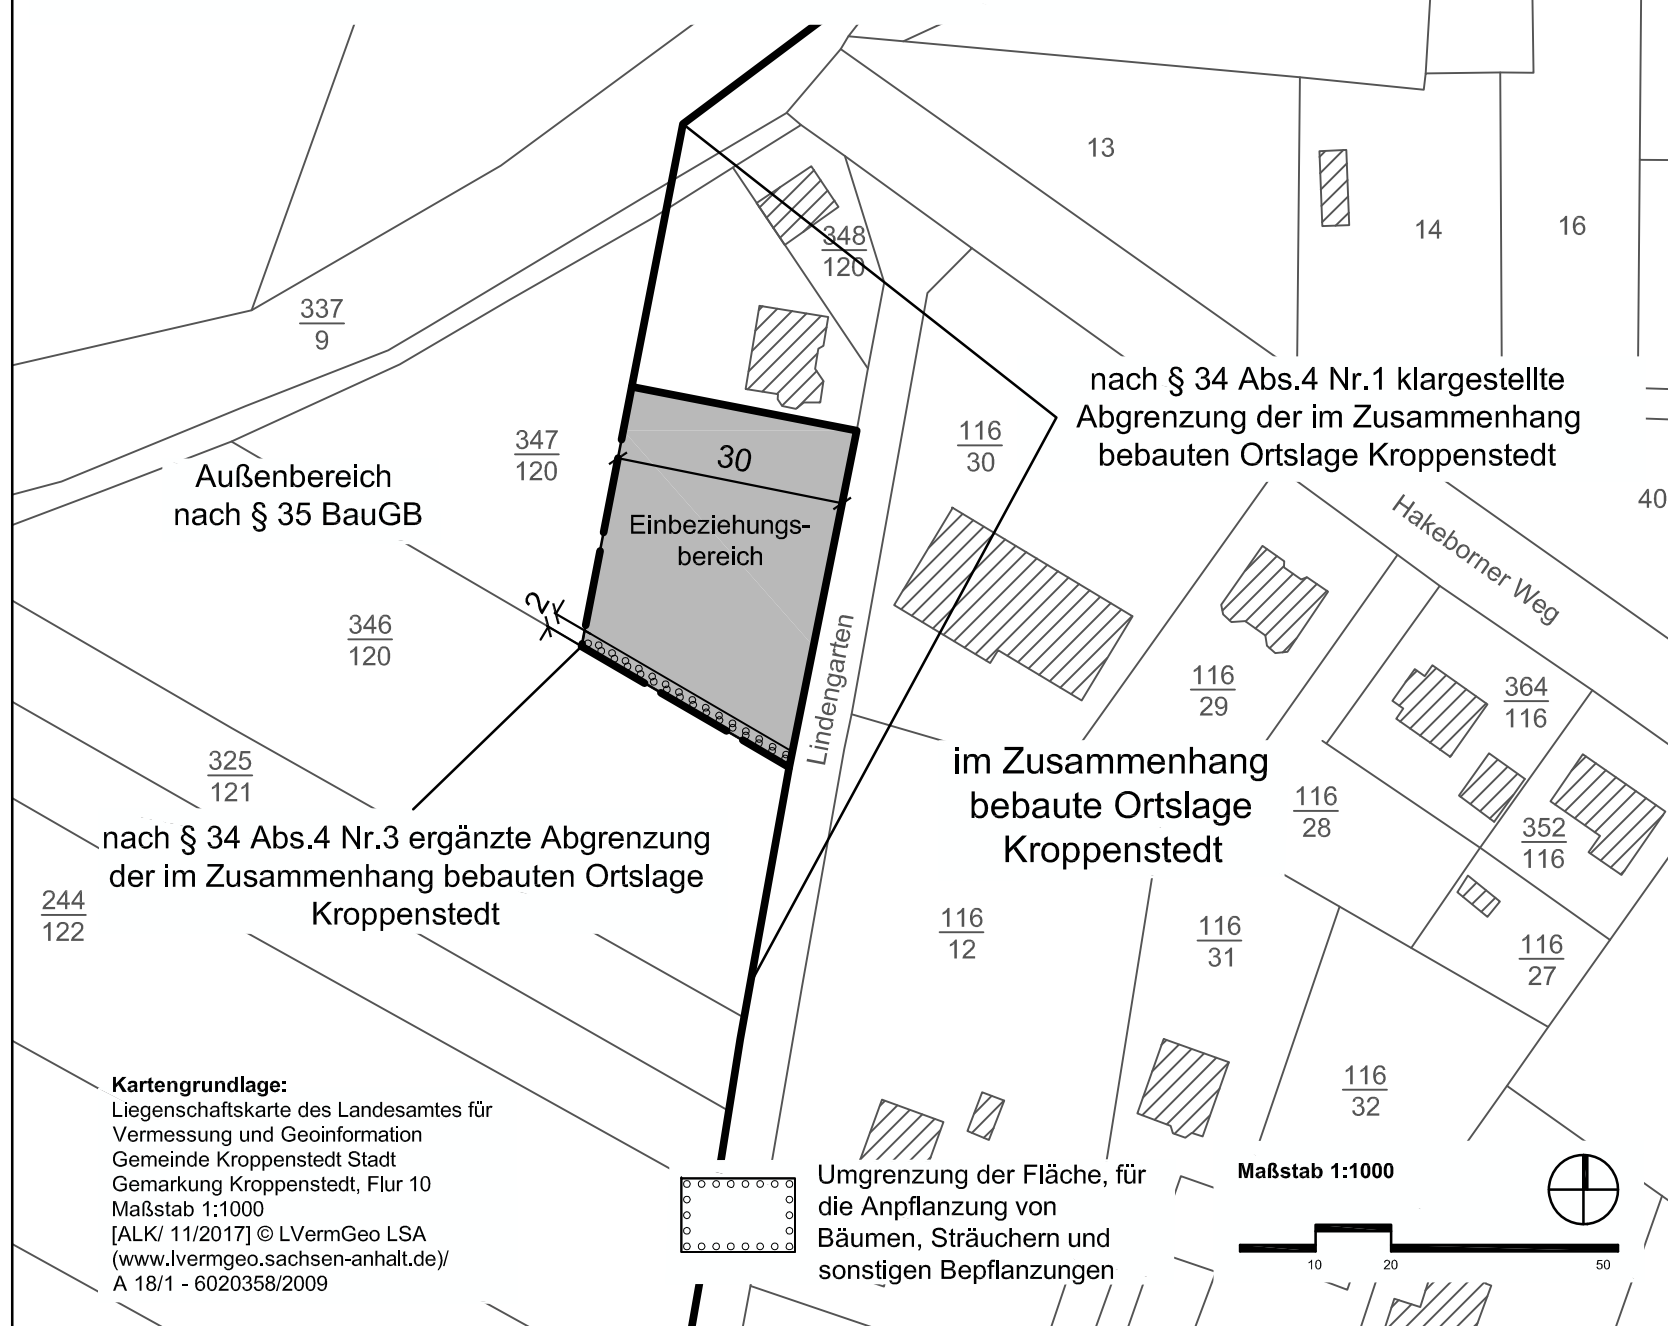 13
14
16
348
120
337
9
nach § 34 Abs.4 Nr.1 klargestellte
Abgrenzung der im Zusammenhang
bebauten Ortslage Kroppenstedt
347
120
30
116
30
Außenbereich
nach § 35 BauGB
Einbeziehungs-
bereich
40
Hakeborner Weg
2
346
120
Lindengarten
116
29
364
116
im Zusammenhang
bebaute Ortslage
Kroppenstedt
325
121
116
28
352
116
nach § 34 Abs.4 Nr.3 ergänzte Abgrenzung
der im Zusammenhang bebauten Ortslage
Kroppenstedt
244
122
116
12
116
31
116
27
116
32
Kartengrundlage:
Liegenschaftskarte des Landesamtes für
Vermessung und Geoinformation
Gemeinde Kroppenstedt Stadt
Gemarkung Kroppenstedt, Flur 10
Maßstab 1:1000
[ALK/ 11/2017] © LVermGeo LSA
(www.lvermgeo.sachsen-anhalt.de)/
A 18/1 - 6020358/2009
Umgrenzung der Fläche, für
die Anpflanzung von
Bäumen, Sträuchern und
sonstigen Bepflanzungen
Maßstab 1:1000
10 20 50